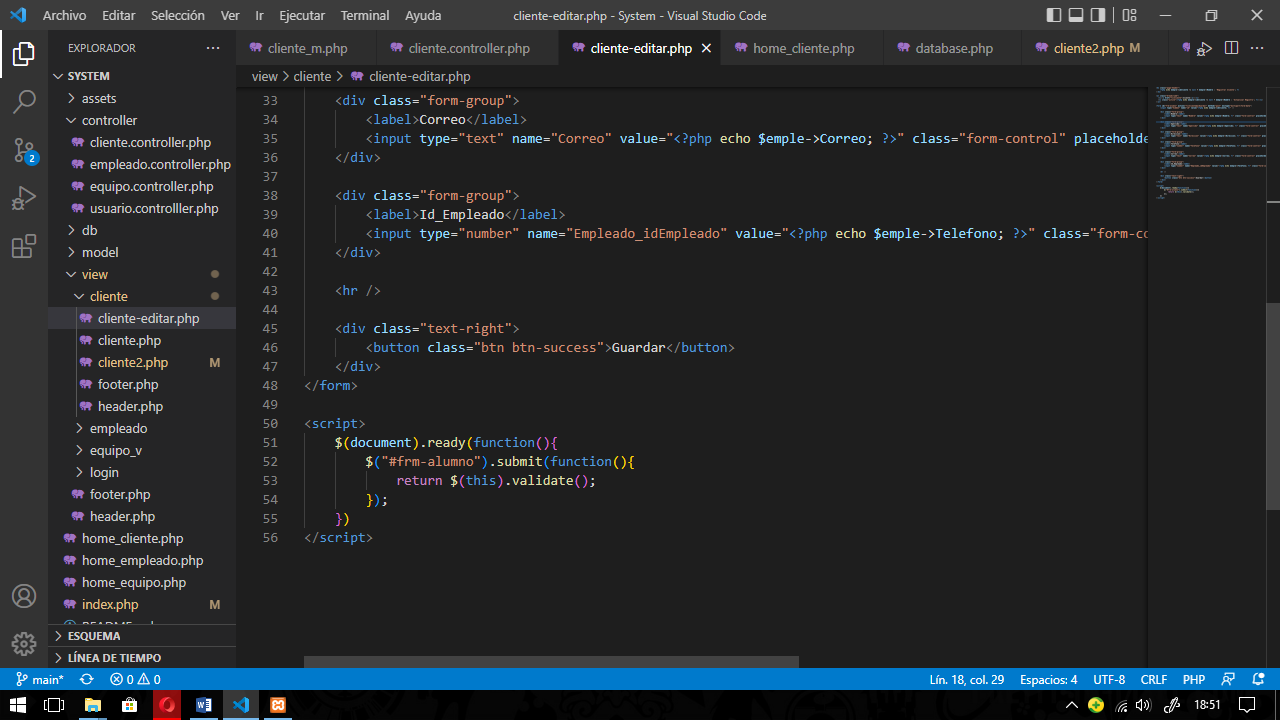 Archivo Editar Selección Ver Ir Ejecutar Terminal Ayuda cliente-editar.php - System - Visual Studio Code
EXPLORADOR ···
SYSTEM
assets
controller
cliente.controller.php
empleado.controller.php
equipo.controller.php
usuario.controlller.php
db
model
view
cliente
cliente-editar.php
cliente.php
cliente2.php M
footer.php
header.php
empleado
equipo_v
login
footer.php
header.php
home_cliente.php
home_empleado.php
home_equipo.php
index.php M
ESQUEMA
LÍNEA DE TIEMPO
2
cliente_m.php cliente.controller.php cliente-editar.php home_cliente.php database.php cliente2.php M
view > cliente > cliente-editar.php
33 <div class="form-group">
34 <label>Correo</label>
35 <input type="text" name="Correo" value="<?php echo $emple->Correo; ?>" class="form-control" placeholde
36 </div>
37
38 <div class="form-group">
39 <label>Id_Empleado</label>
40 <input type="number" name="Empleado_idEmpleado" value="<?php echo $emple->Telefono; ?>" class="form-co
41 </div>
42
43 <hr />
44
45 <div class="text-right">
46 <button class="btn btn-success">Guardar</button>
47 </div>
48 </form>
49
50 <script>
51 $(document).ready(function(){
52 $("#frm-alumno").submit(function(){
53 return $(this).validate();
54 });
55 })
56 </script>
main* 0 0 Lín. 18, col. 29 Espacios: 4 UTF-8 CRLF PHP
18:51